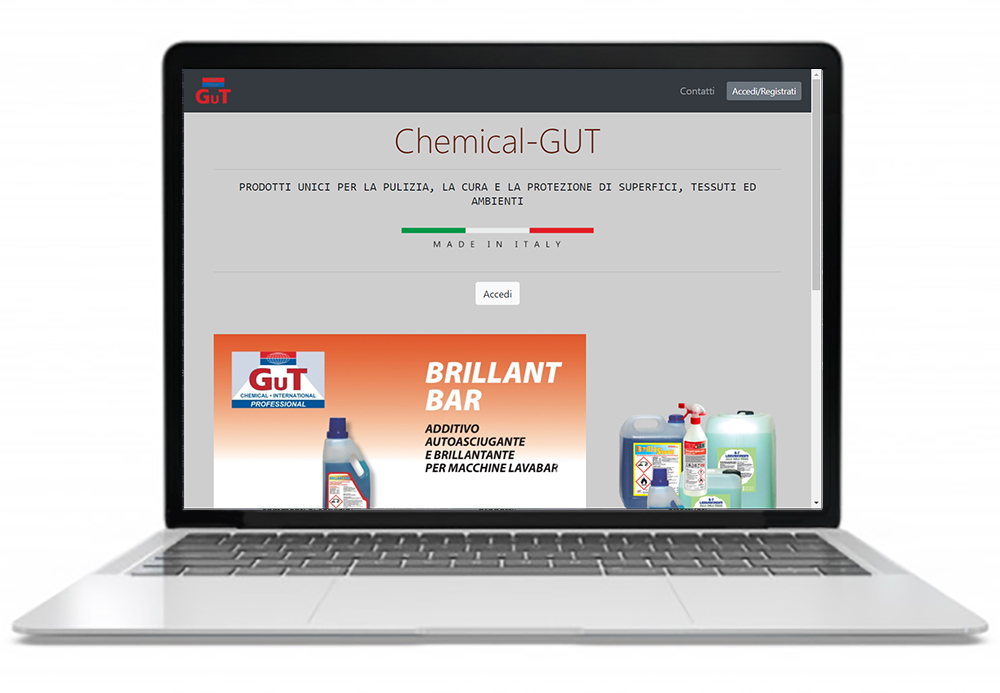 GUT
Contatti
Accedi/Registrati
Chemical-GUT
PRODOTTI UNICI PER LA PULIZIA, LA CURA E LA PROTEZIONE DI SUPERFICI, TESSUTI ED
AMBIENTI
MADE IN ITALY
Accedi
GUT
CHEMICAL • INTERNATIONAL
PROFESSIONAL
BRILLANT
BAR
ADDITIVO
AUTOASCIUGANTE
E BRILLANTANTE
PER MACCHINE LAVABAR